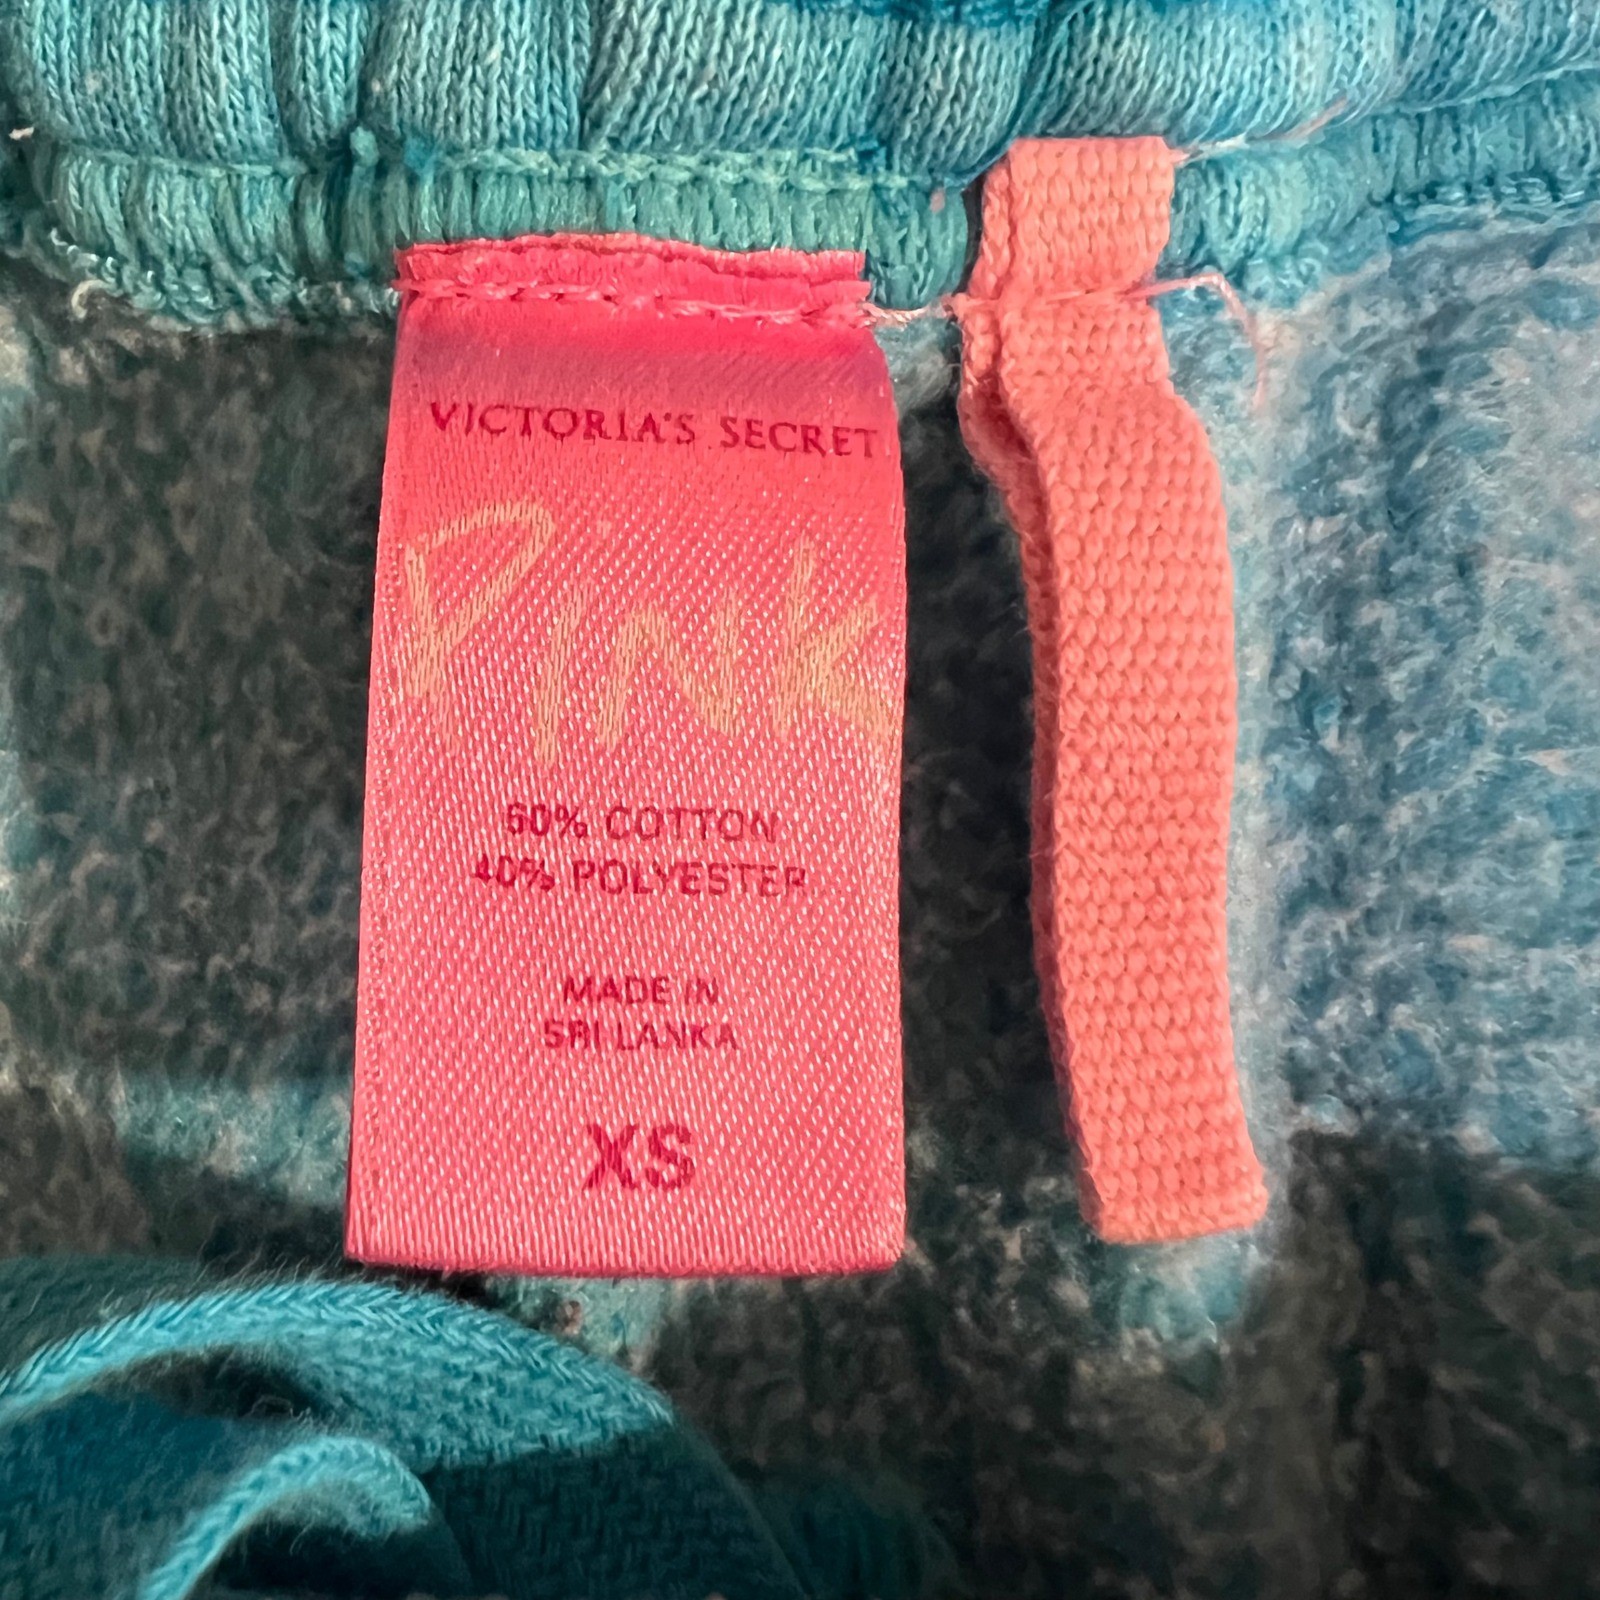 VICTORIA'S SECRET
Pink
60% COTTON
40% POLYESTER
MADE IN
SRI LANKA
XS